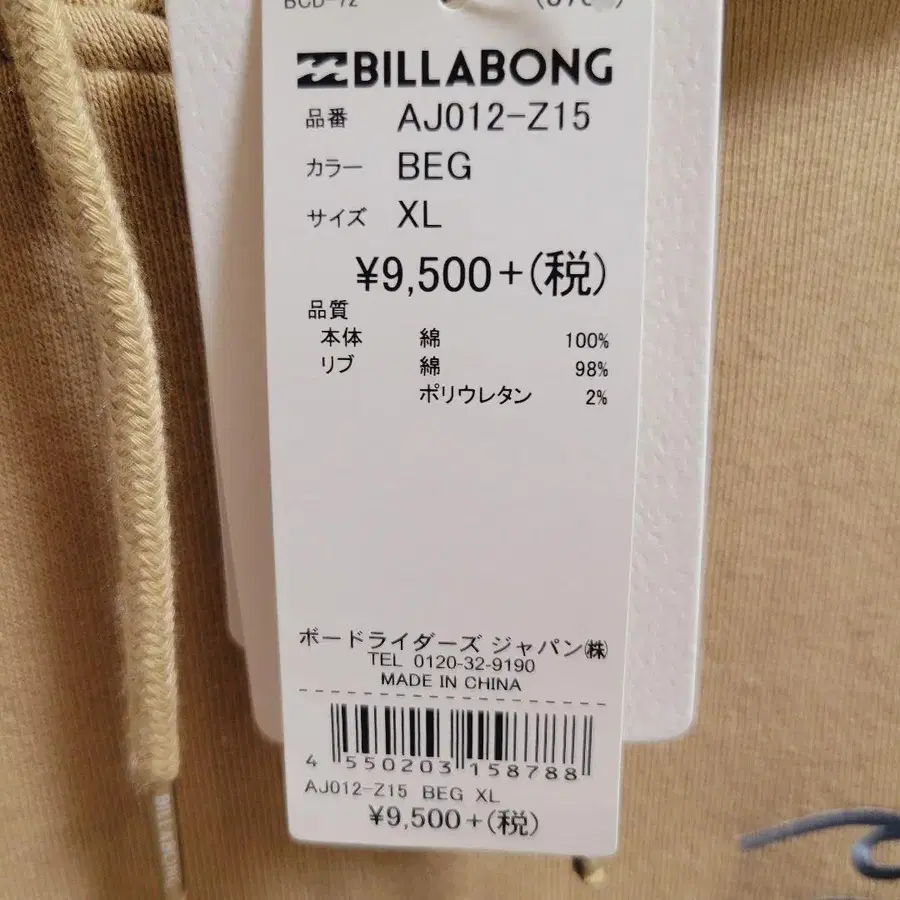 BCD-72
BILLABONG
品番 AJ012-Z15
カラー BEG
サイズ XL
¥9,500+(税)
品質
本体 綿 100%
リブ 綿 98%
ポリウレタン 2%
ボードライダーズ ジャパン㈱
TEL 0120-32-9190
MADE IN CHINA
4 550203 158788
AJ012-Z15 BEG XL
¥9,500+(税)